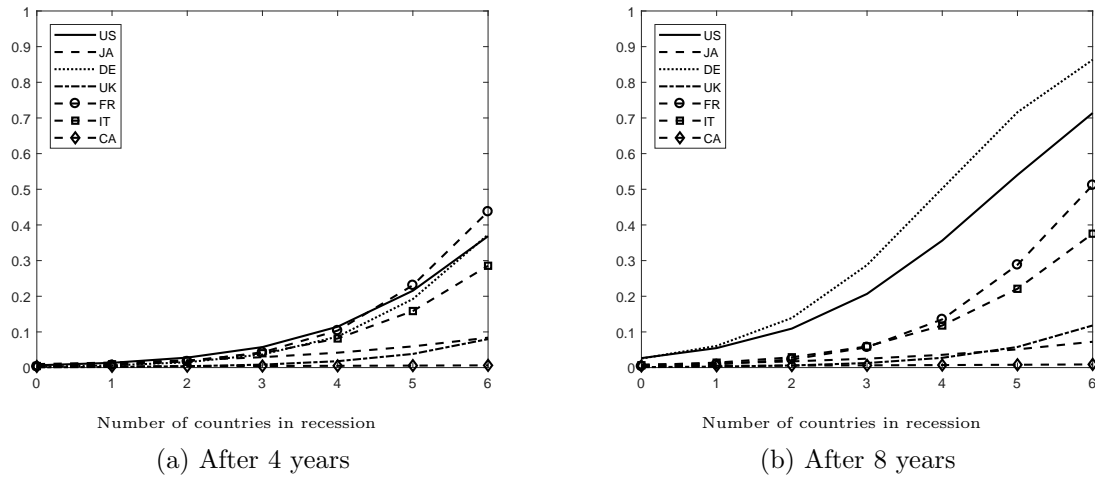 1
0.9
0.8
0.7
0.6
0.5
0.4
0.3
0.2
0.1
0
US
JA
DE
UK
FR
IT
CA
0 1 2 3 4 5 6
Number of countries in recession
(a) After 4 years
1
0.9
0.8
0.7
0.6
0.5
0.4
0.3
0.2
0.1
0
US
JA
DE
UK
FR
IT
CA
0 1 2 3 4 5 6
Number of countries in recession
(b) After 8 years